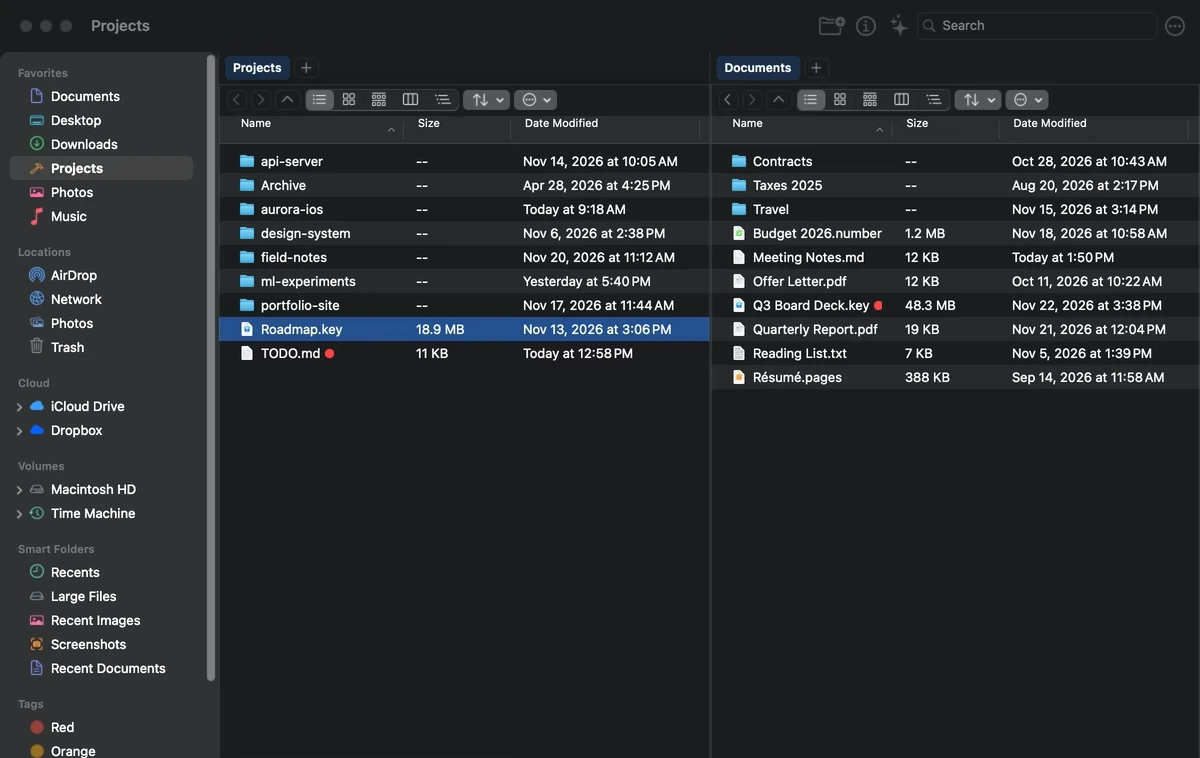 Projects
Search
Favorites
Documents
Desktop
Downloads
Projects
Photos
Music
Locations
AirDrop
Network
Photos
Trash
Cloud
iCloud Drive
Dropbox
Volumes
Macintosh HD
Time Machine
Smart Folders
Recents
Large Files
Recent Images
Screenshots
Recent Documents
Tags
Red
Orange
Projects +
Name Size Date Modified
api-server -- Nov 14, 2026 at 10:05 AM
Archive -- Apr 28, 2026 at 4:25 PM
aurora-ios -- Today at 9:18 AM
design-system -- Nov 6, 2026 at 2:38 PM
field-notes -- Nov 20, 2026 at 11:12 AM
ml-experiments -- Yesterday at 5:40 PM
portfolio-site -- Nov 17, 2026 at 11:44 AM
Roadmap.key 18.9 MB Nov 13, 2026 at 3:06 PM
TODO.md 11 KB Today at 12:58 PM
Documents +
Name Size Date Modified
Contracts -- Oct 28, 2026 at 10:43 AM
Taxes 2025 -- Aug 20, 2026 at 2:17 PM
Travel -- Nov 15, 2026 at 3:14 PM
Budget 2026.number 1.2 MB Nov 18, 2026 at 10:58 AM
Meeting Notes.md 12 KB Today at 1:50 PM
Offer Letter.pdf 12 KB Oct 11, 2026 at 10:22 AM
Q3 Board Deck.key 48.3 MB Nov 22, 2026 at 3:38 PM
Quarterly Report.pdf 19 KB Nov 21, 2026 at 12:04 PM
Reading List.txt 7 KB Nov 5, 2026 at 1:39 PM
Résumé.pages 388 KB Sep 14, 2026 at 11:58 AM